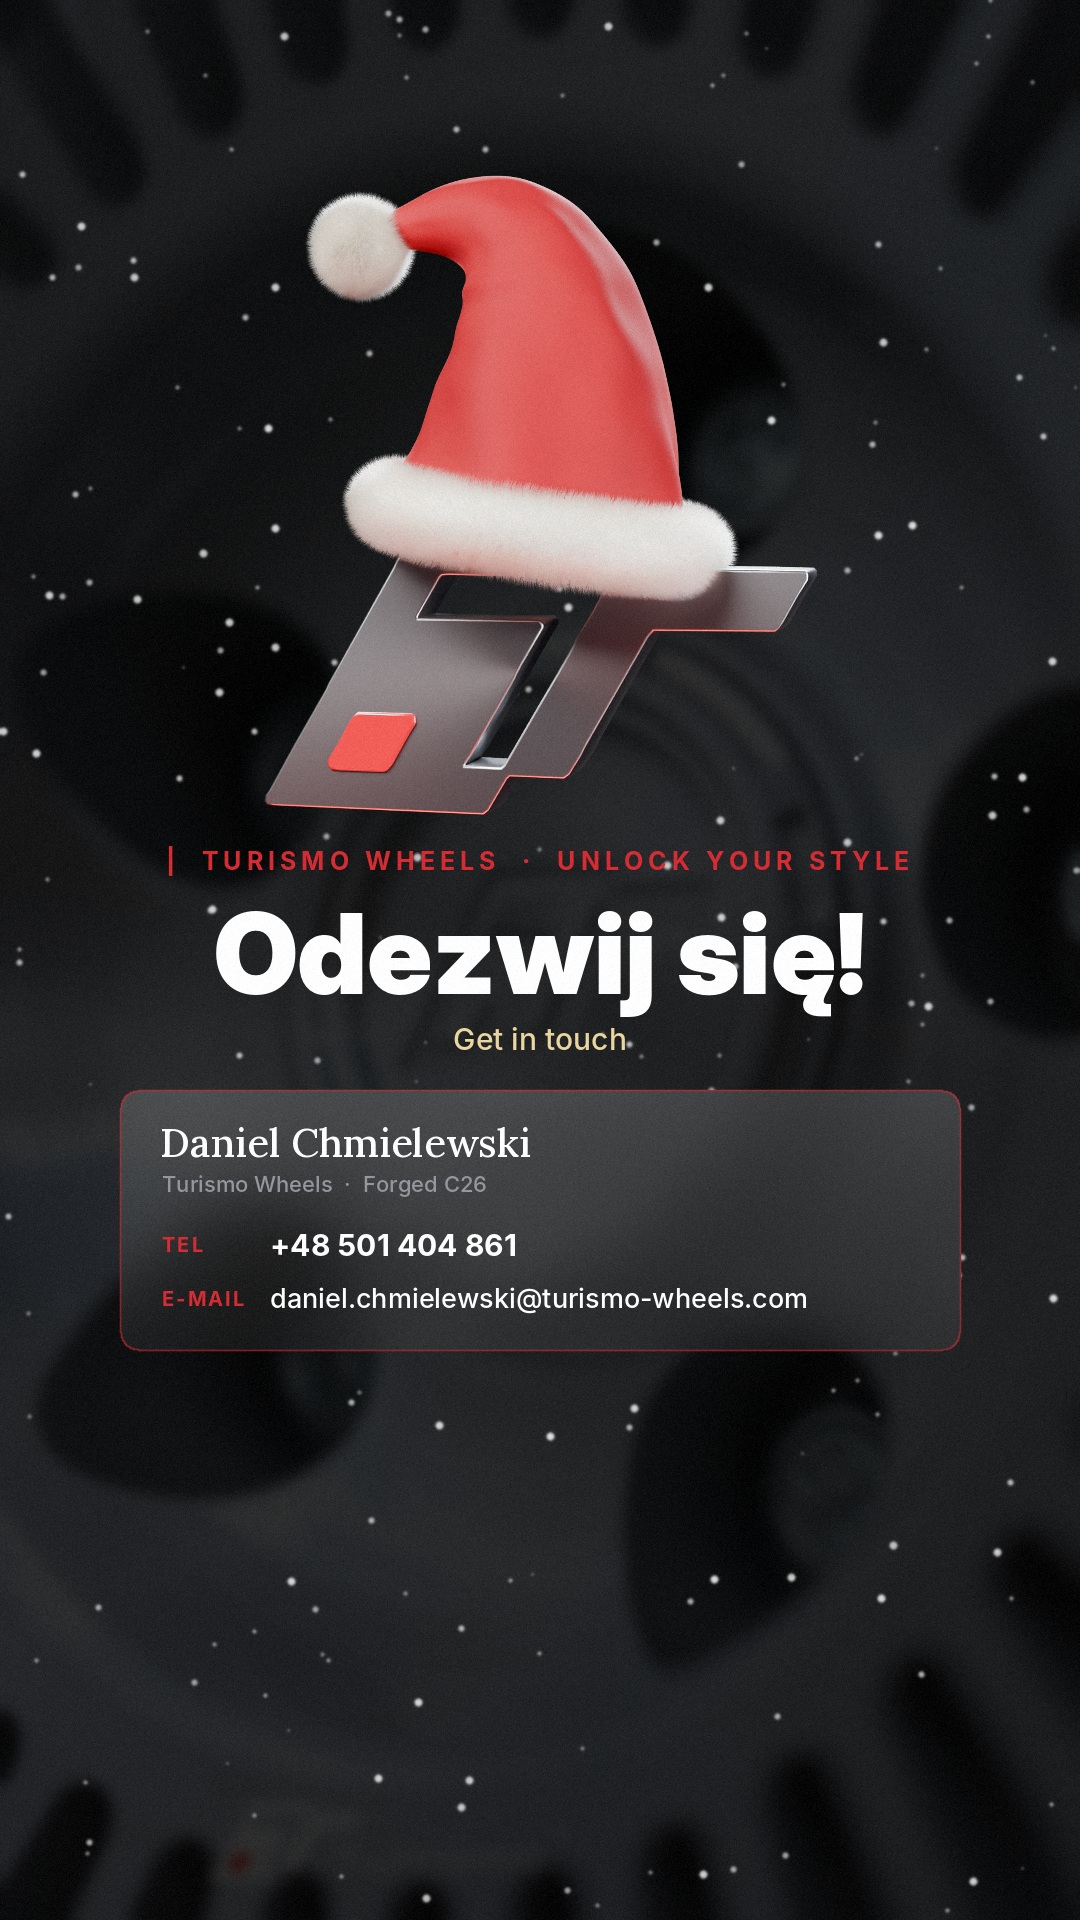 | TURISMO WHEELS · UNLOCK YOUR STYLE
Odezwij się!
Get in touch
Daniel Chmielewski
Turismo Wheels · Forged C26
TEL +48 501 404 861
E-MAIL daniel.chmielewski@turismo-wheels.com